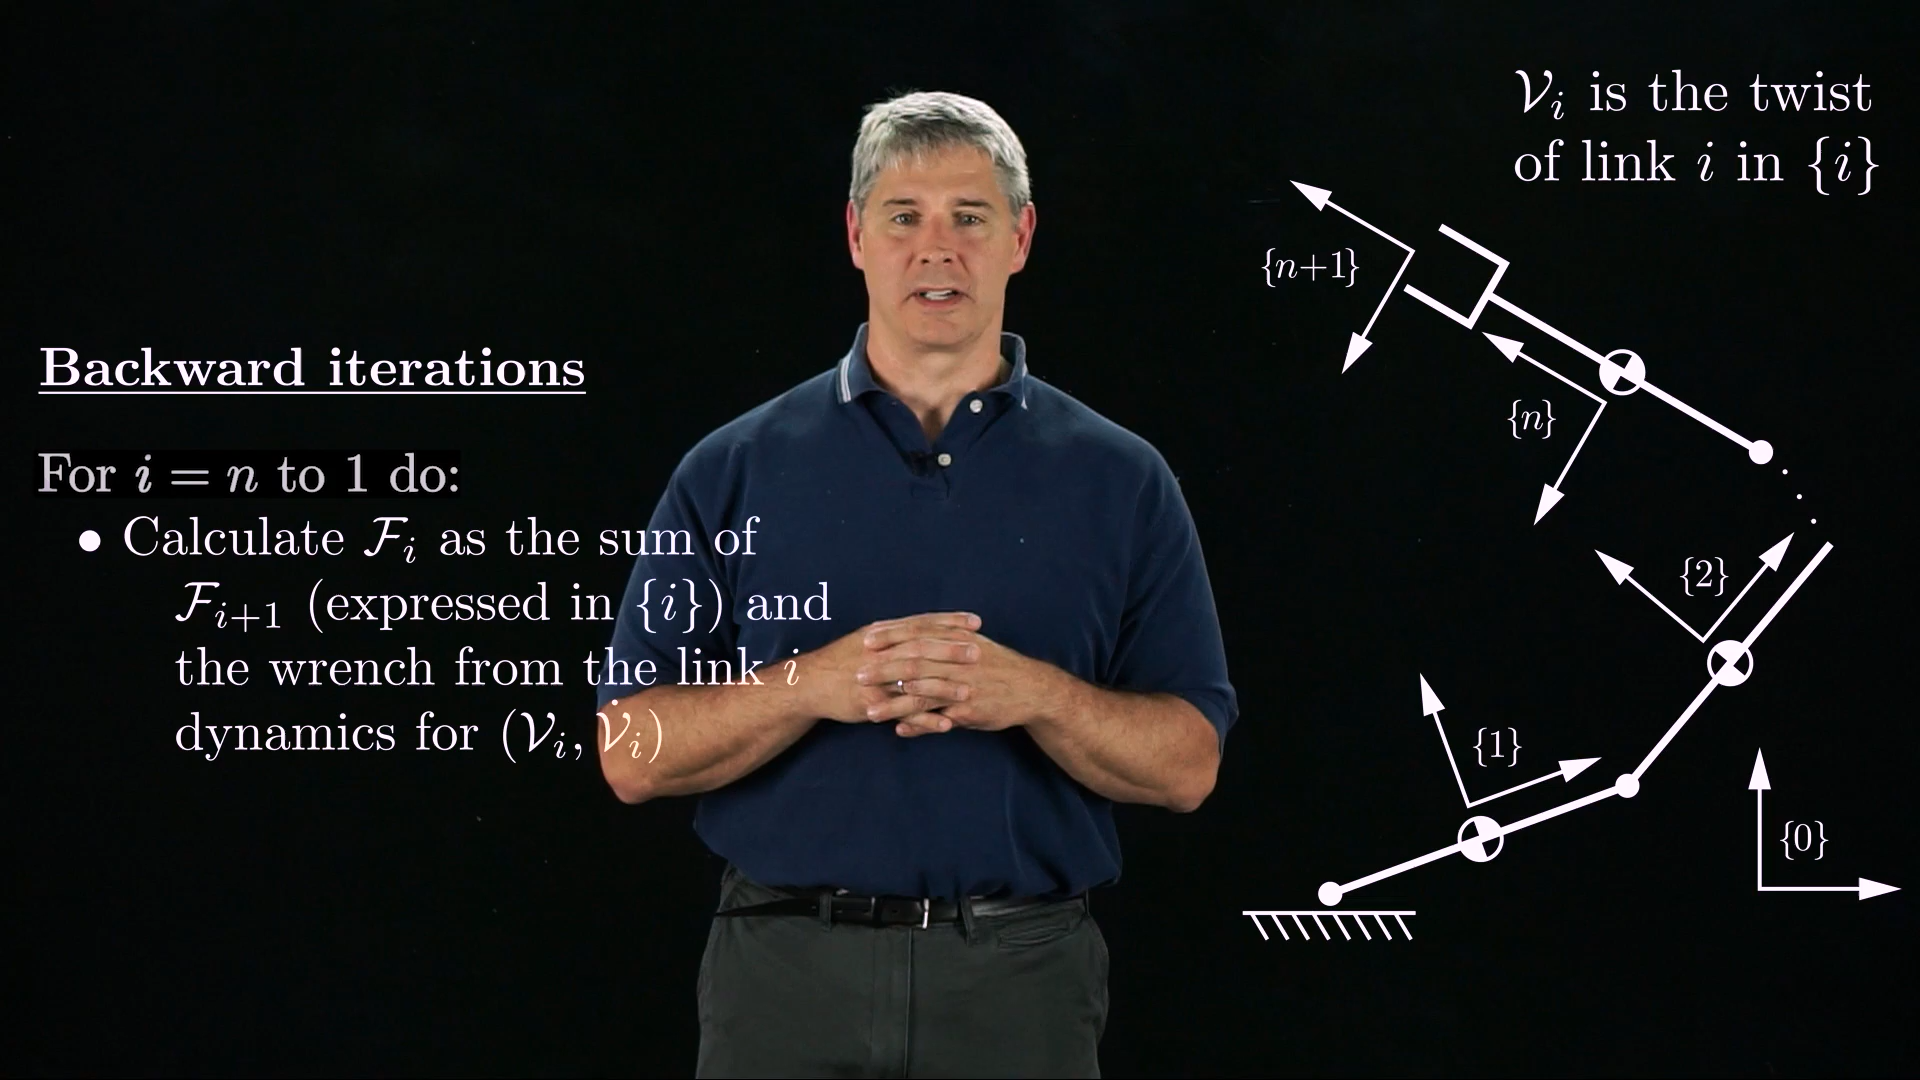 𝒱ᵢ is the twist
of link i in {i}
{n+1}
{n}
Backward iterations
For i = n to 1 do:
• Calculate ℱᵢ as the sum of
ℱᵢ₊₁ (expressed in {i}) and
the wrench from the link i
dynamics for (𝒱ᵢ, 𝒱̇ᵢ)
{2}
{1}
{0}